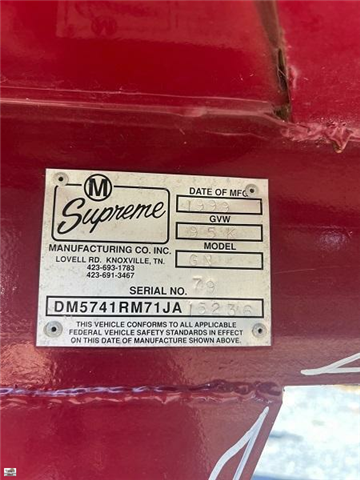 M
Supreme
MANUFACTURING CO. INC.
LOVELL RD. KNOXVILLE, TN.
423-693-1783
423-691-3467
DATE OF MFG.
GVW
MODEL
SERIAL NO. 79
DM5741RM71JA
THIS VEHICLE CONFORMS TO ALL APPLICABLE
FEDERAL VEHICLE SAFETY STANDARDS IN EFFECT
ON THIS DATE OF MANUFACTURE SHOWN ABOVE.